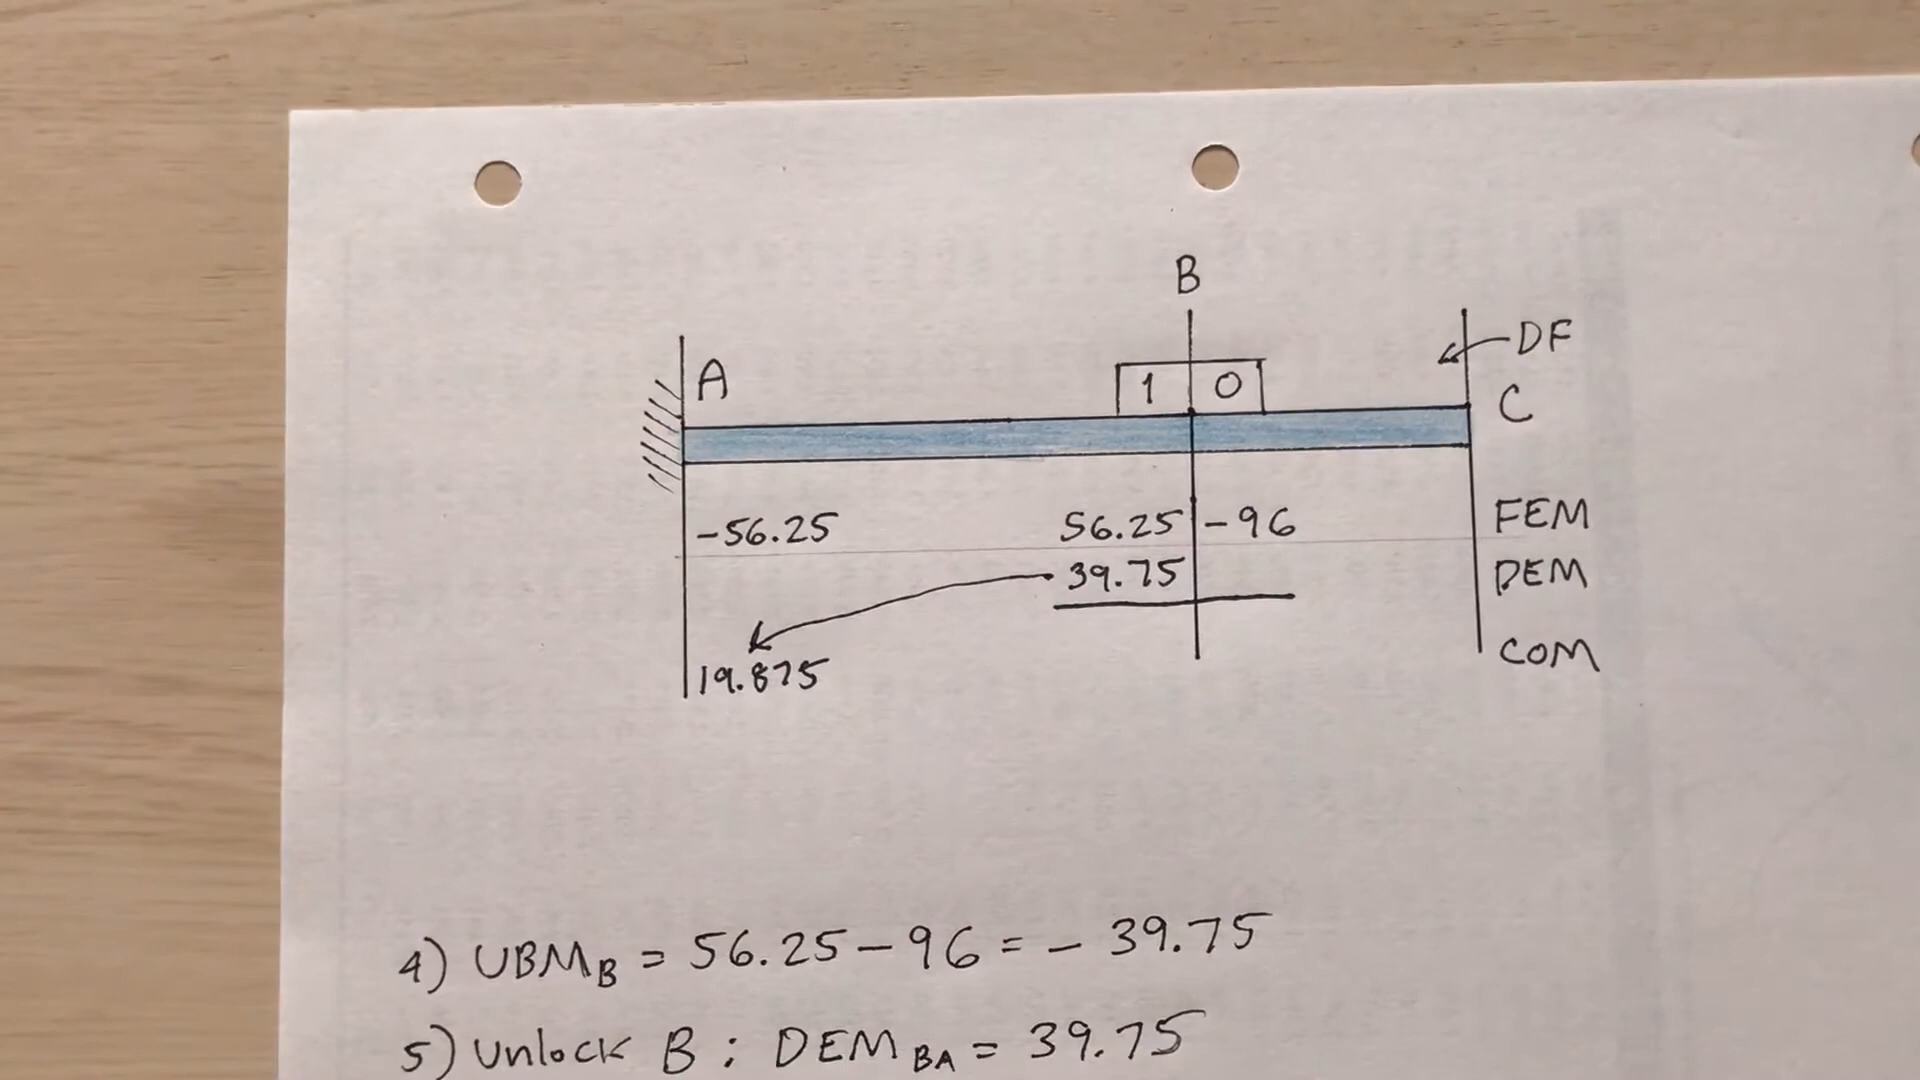 B
DF
A
1 0
C
-56.25 56.25 -96 FEM
39.75 DEM
19.875 COM
4) UBM_B = 56.25 - 96 = - 39.75
5) Unlock B : DEM_BA = 39.75